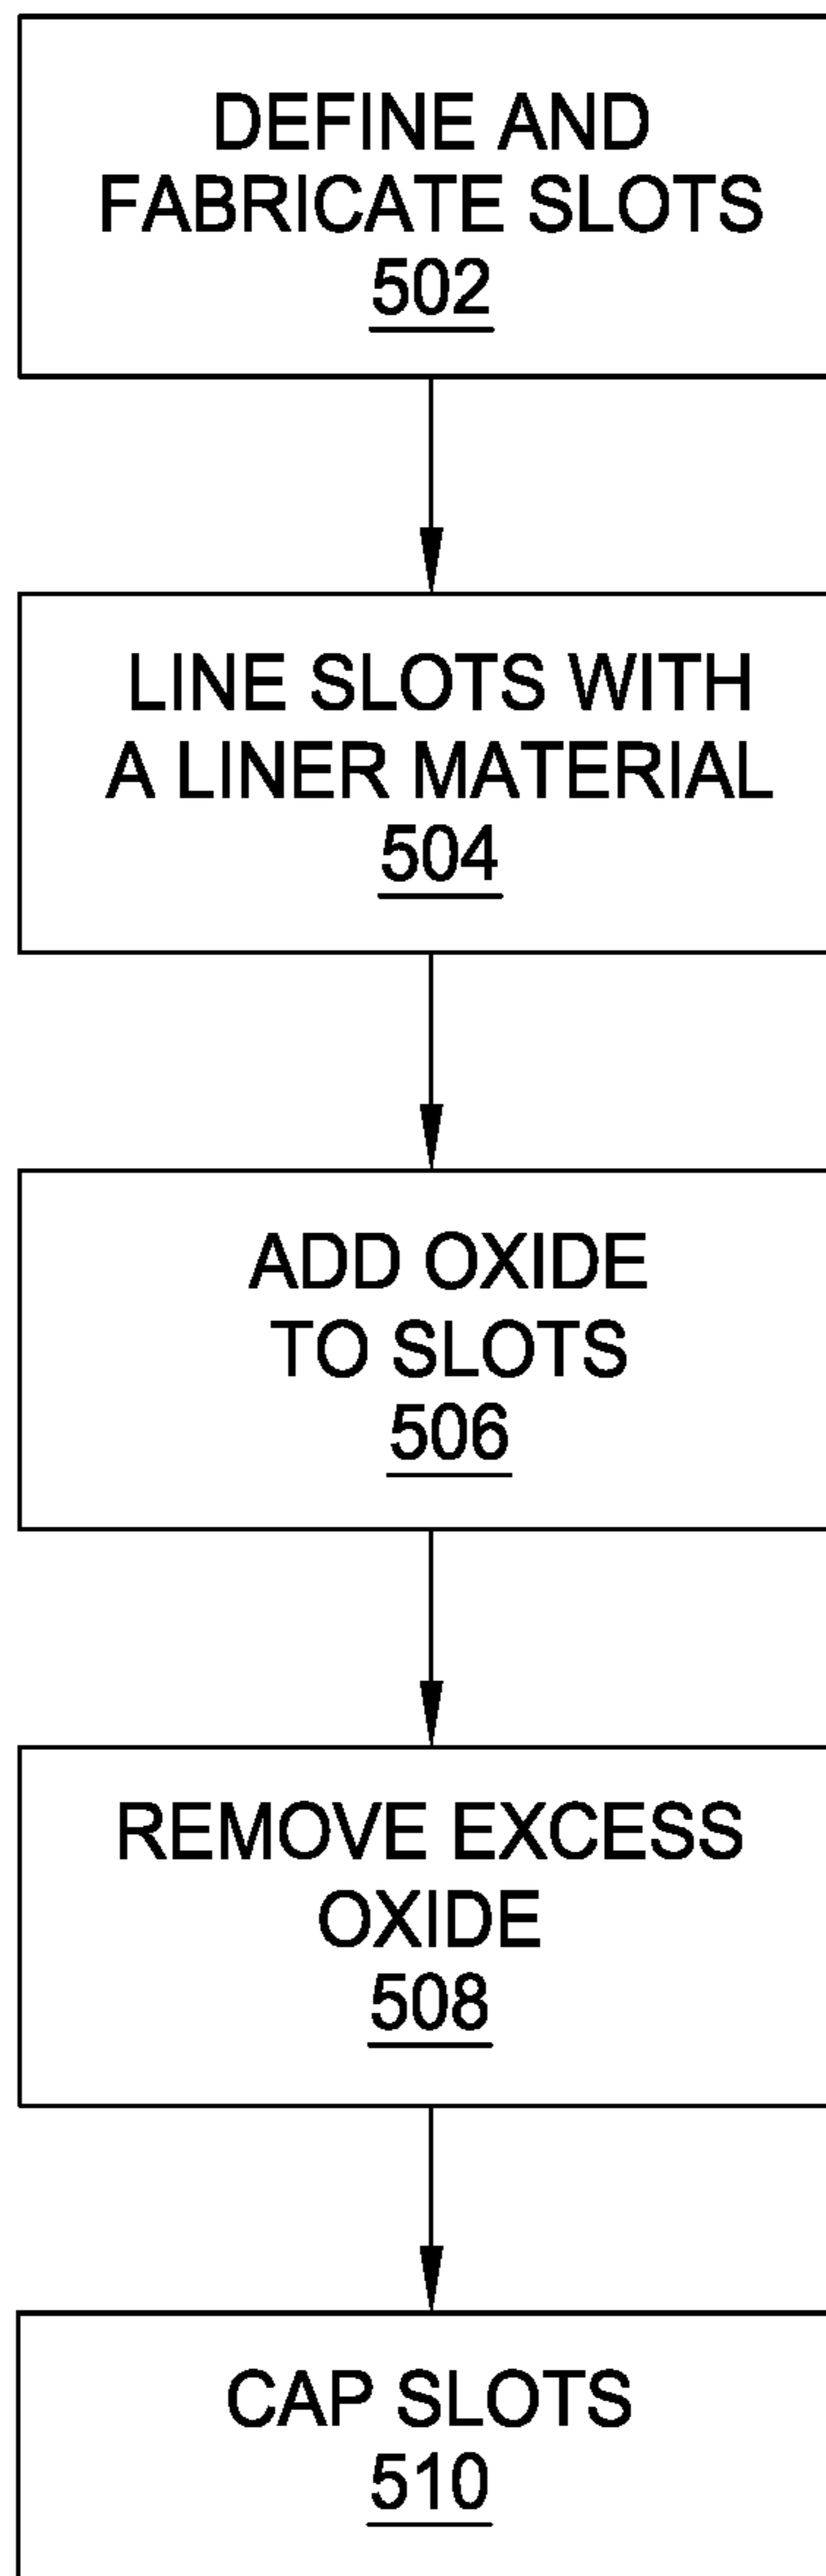 DEFINE AND
FABRICATE SLOTS
502
LINE SLOTS WITH
A LINER MATERIAL
504
ADD OXIDE
TO SLOTS
506
REMOVE EXCESS
OXIDE
508
CAP SLOTS
510